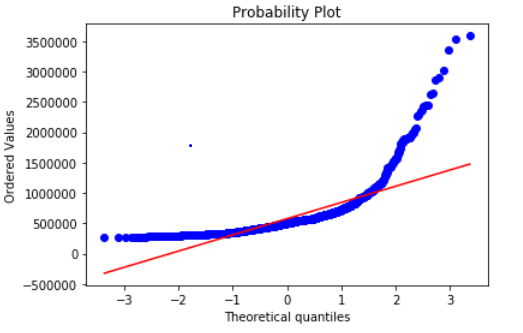 Probability Plot
Ordered Values
3500000
3000000
2500000
2000000
1500000
1000000
500000
0
−500000
−3 −2 −1 0 1 2 3
Theoretical quantiles